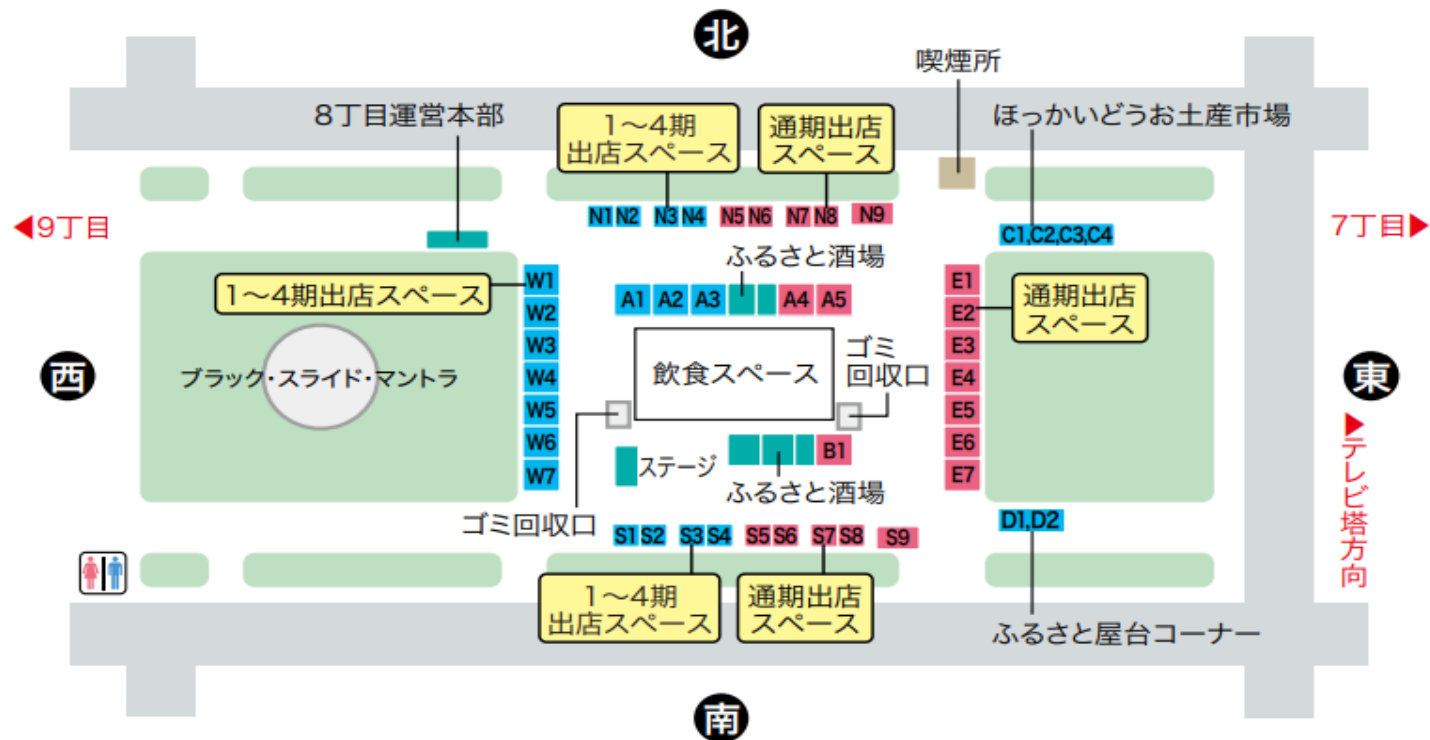 北
喫煙所
8丁目運営本部
1〜4期
出店スペース
通期出店
スペース
ほっかいどうお土産市場
◀9丁目
N1 N2 N3 N4 N5 N6 N7 N8 N9
C1,C2,C3,C4
7丁目▶
ふるさと酒場
1〜4期出店スペース
W1
W2
W3
W4
W5
W6
W7
A1 A2 A3 A4 A5
E1
E2
E3
E4
E5
E6
E7
通期出店
スペース
西
ブラック・スライド・マントラ
飲食スペース
ゴミ
回収口
東
▶テレビ塔方向
ステージ
B1
ふるさと酒場
ゴミ回収口
S1 S2 S3 S4 S5 S6 S7 S8 S9
D1,D2
1〜4期
出店スペース
通期出店
スペース
ふるさと屋台コーナー
南